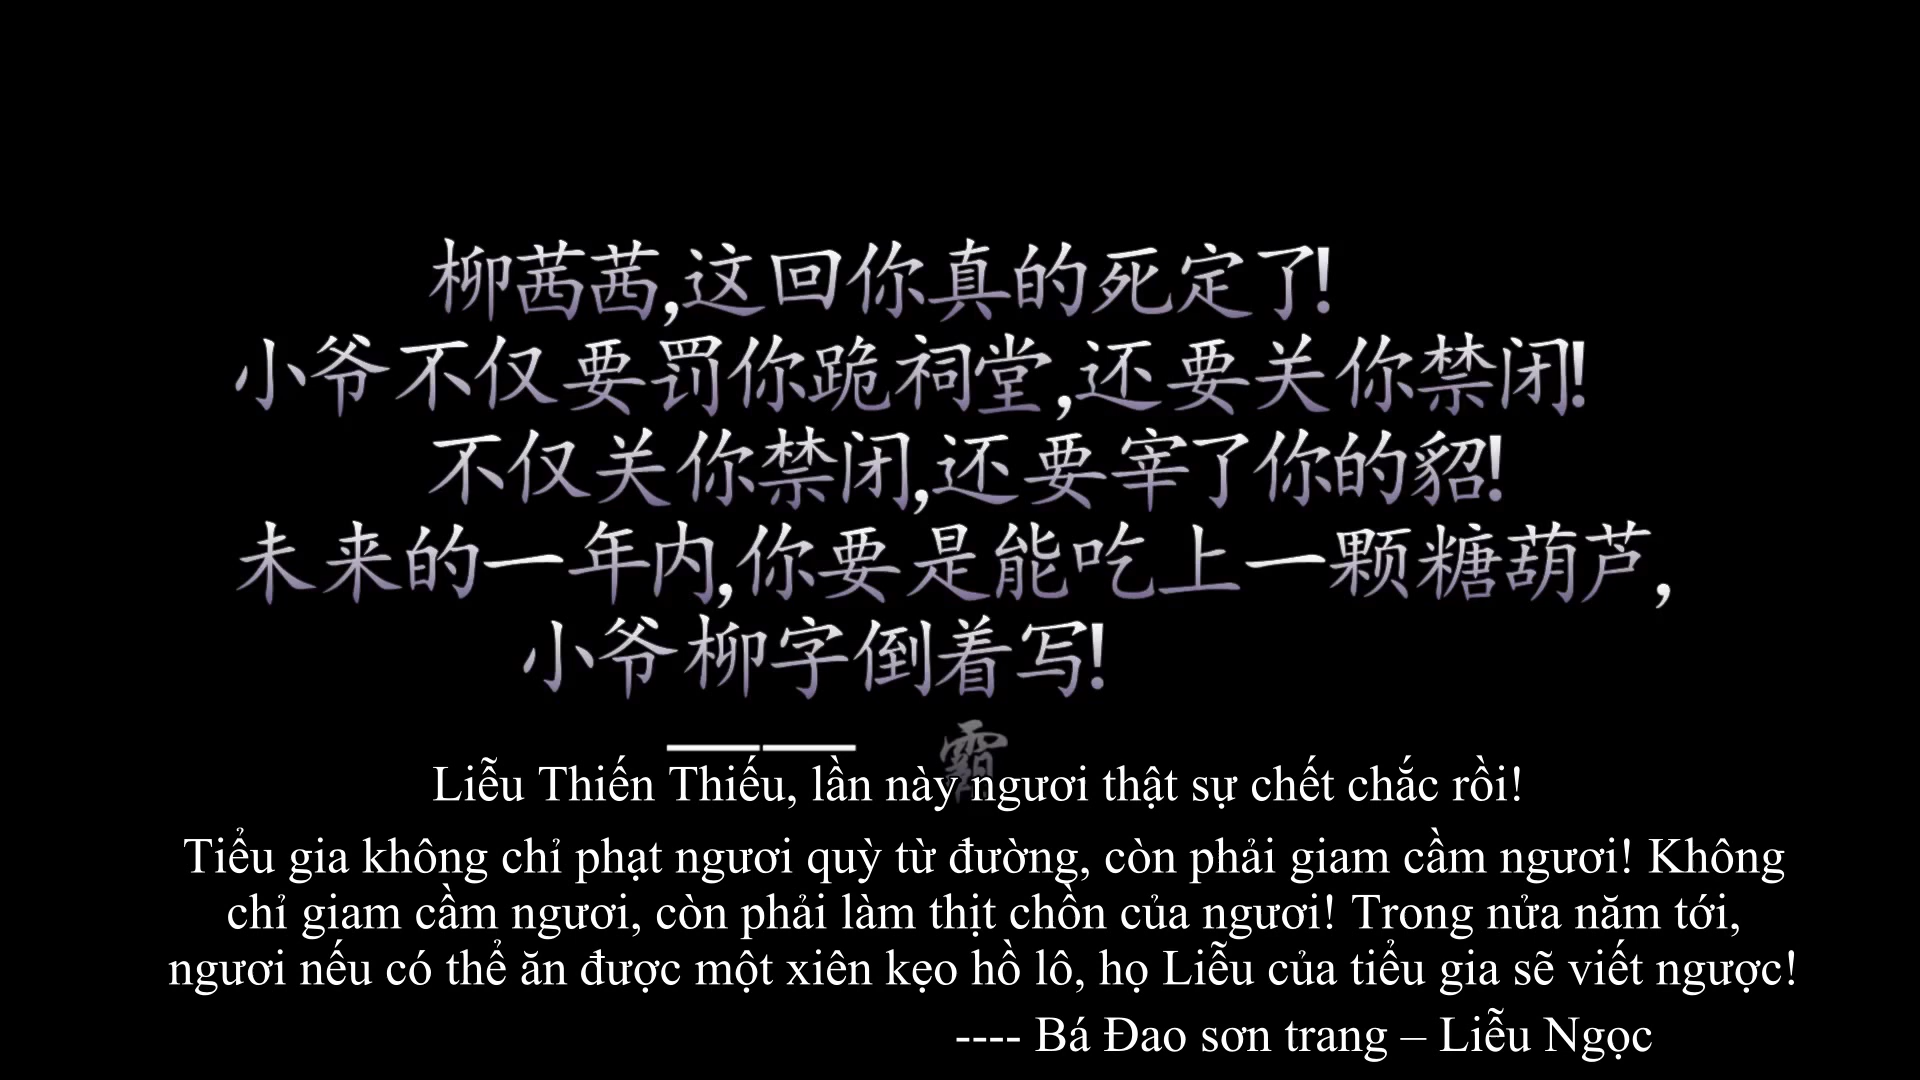 柳茜茜,这回你真的死定了!
小爷不仅要罚你跪祠堂,还要关你禁闭!
不仅关你禁闭,还要宰了你的貂!
未来的一年内,你要是能吃上一颗糖葫芦,
小爷柳字倒着写!
——霸
Liễu Thiến Thiếu, lần này ngươi thật sự chết chắc rồi!
Tiểu gia không chỉ phạt ngươi quỳ từ đường, còn phải giam cầm ngươi! Không
chỉ giam cầm ngươi, còn phải làm thịt chồn của ngươi! Trong nửa năm tới,
ngươi nếu có thể ăn được một xiên kẹo hồ lô, họ Liễu của tiểu gia sẽ viết ngược!
---- Bá Đao sơn trang – Liễu Ngọc